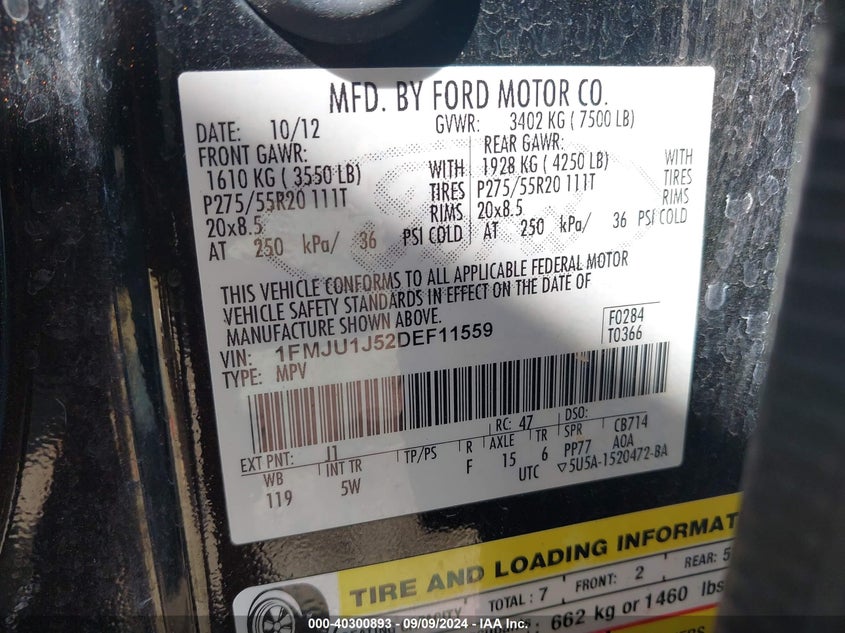 MFD. BY FORD MOTOR CO.
DATE: 10/12 GVWR: 3402 KG ( 7500 LB)
FRONT GAWR: REAR GAWR:
1610 KG ( 3550 LB) WITH 1928 KG ( 4250 LB) WITH
P275/55R20 111T TIRES P275/55R20 111T TIRES
20x8.5 RIMS 20x8.5 RIMS
AT 250 kPa/ 36 PSI COLD AT 250 kPa/ 36 PSI COLD
THIS VEHICLE CONFORMS TO ALL APPLICABLE FEDERAL MOTOR
VEHICLE SAFETY STANDARDS IN EFFECT ON THE DATE OF
MANUFACTURE SHOWN ABOVE.
F0284
VIN: 1FMJU1J52DEF11559 T0366
TYPE: MPV
RC: 47 DSO:
EXT PNT: J1 TP/PS R AXLE TR SPR CB714
WB INT TR F 15 6 PP77 A0A
119 5W UTC ▽5U5A-1520472-BA
TIRE AND LOADING INFORMAT
TOTAL : 7 FRONT: 2 REAR: 5
662 kg or 1460 lbs
000-40300893 - 09/09/2024 - IAA Inc.